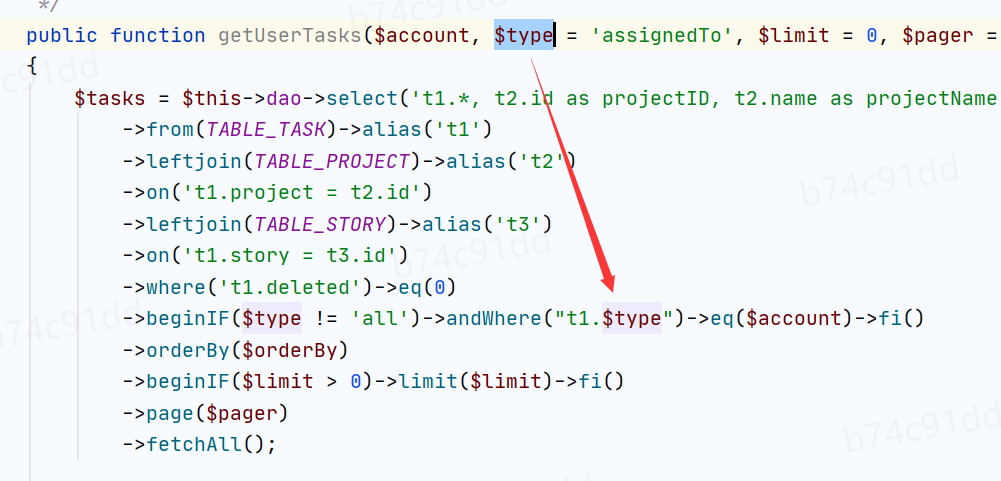 */
public function getUserTasks($account, $type = 'assignedTo', $limit = 0, $pager =
{
$tasks = $this->dao->select('t1.*, t2.id as projectID, t2.name as projectName
->from(TABLE_TASK)->alias('t1')
->leftjoin(TABLE_PROJECT)->alias('t2')
->on('t1.project = t2.id')
->leftjoin(TABLE_STORY)->alias('t3')
->on('t1.story = t3.id')
->where('t1.deleted')->eq(0)
->beginIF($type != 'all')->andWhere("t1.$type")->eq($account)->fi()
->orderBy($orderBy)
->beginIF($limit > 0)->limit($limit)->fi()
->page($pager)
->fetchAll();
b74c91dd
b74c91dd
b74c91dd
b74c91dd